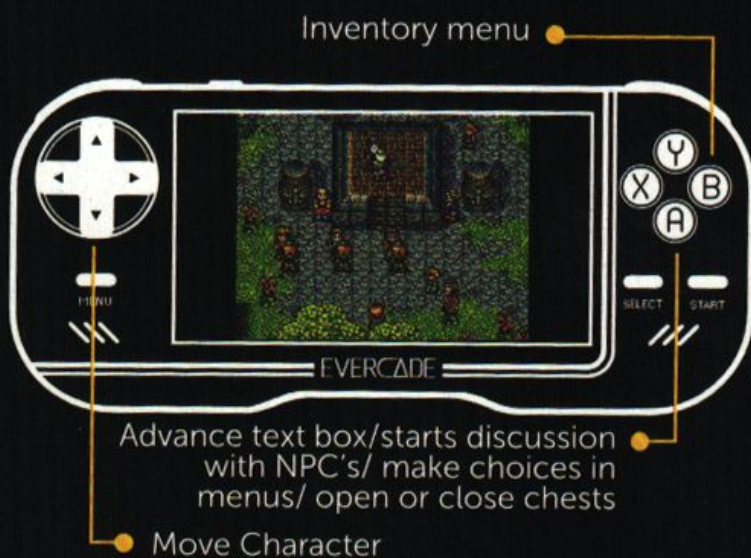 Inventory menu
Y
X B
A
MENU
SELECT START
EVERCADE
Advance text box/starts discussion
with NPC's/ make choices in
menus/ open or close chests
Move Character